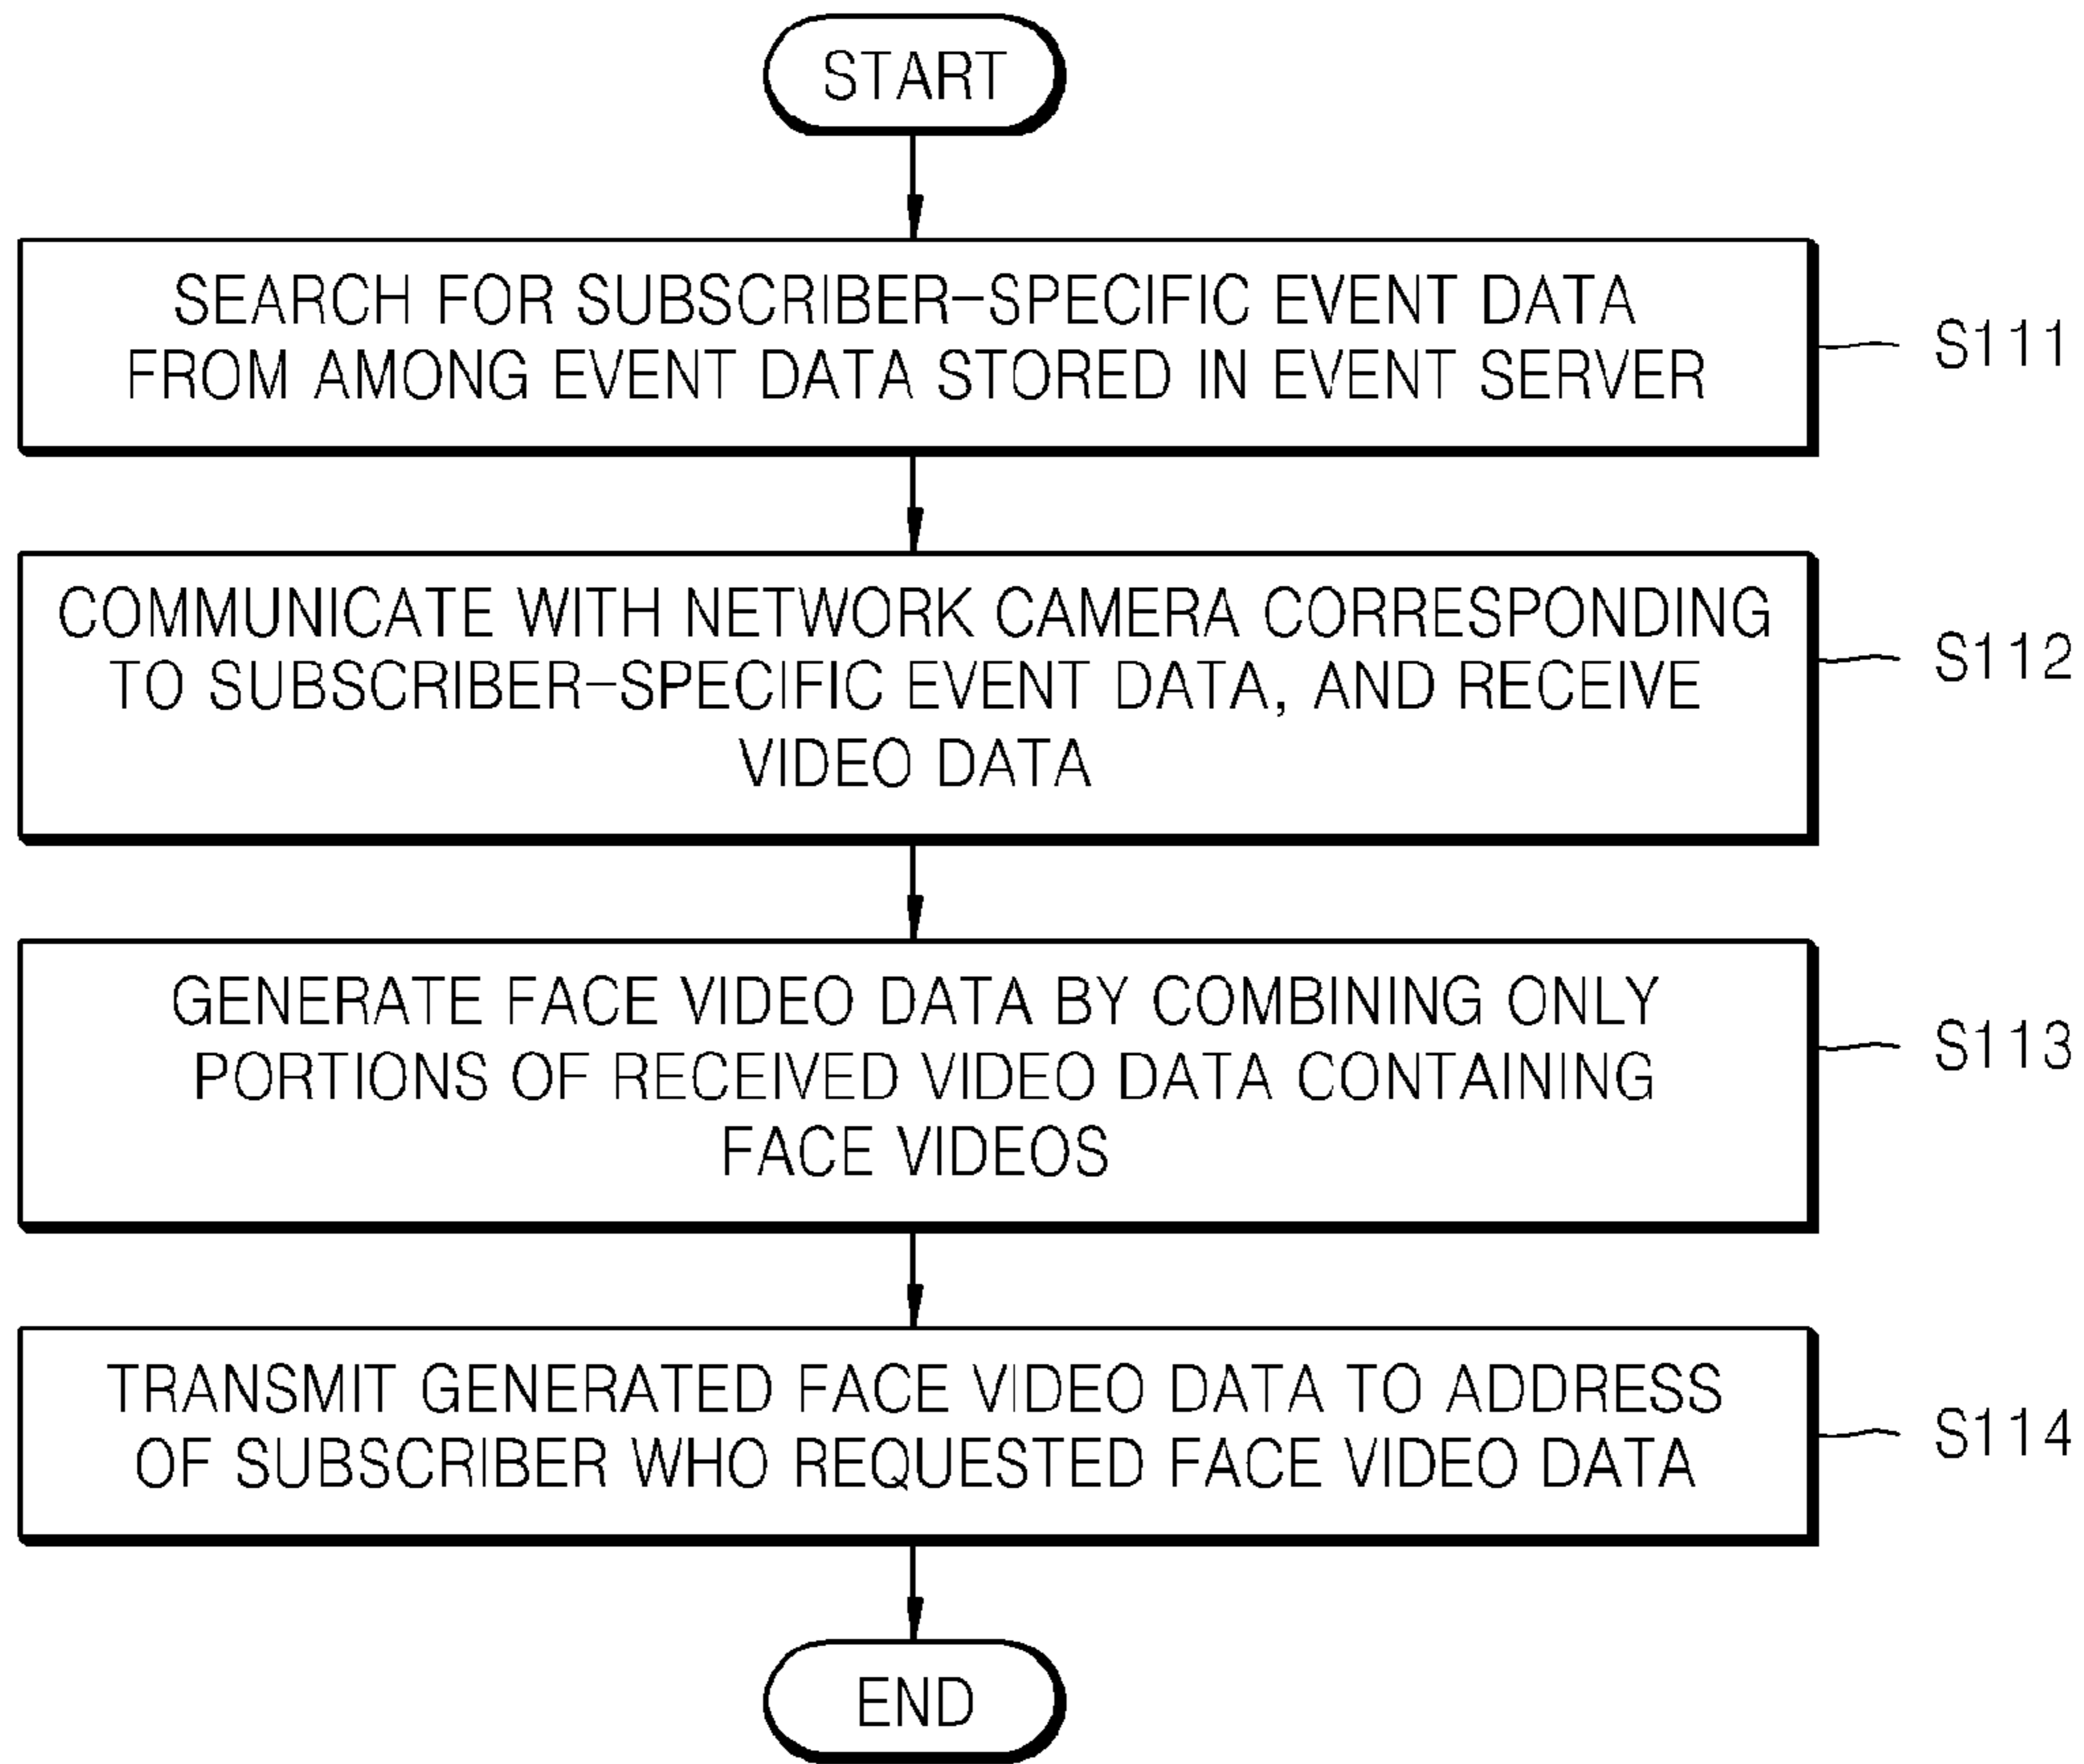 START
SEARCH FOR SUBSCRIBER-SPECIFIC EVENT DATA
FROM AMONG EVENT DATA STORED IN EVENT SERVER
S111
COMMUNICATE WITH NETWORK CAMERA CORRESPONDING
TO SUBSCRIBER-SPECIFIC EVENT DATA, AND RECEIVE
VIDEO DATA
S112
GENERATE FACE VIDEO DATA BY COMBINING ONLY
PORTIONS OF RECEIVED VIDEO DATA CONTAINING
FACE VIDEOS
S113
TRANSMIT GENERATED FACE VIDEO DATA TO ADDRESS
OF SUBSCRIBER WHO REQUESTED FACE VIDEO DATA
S114
END